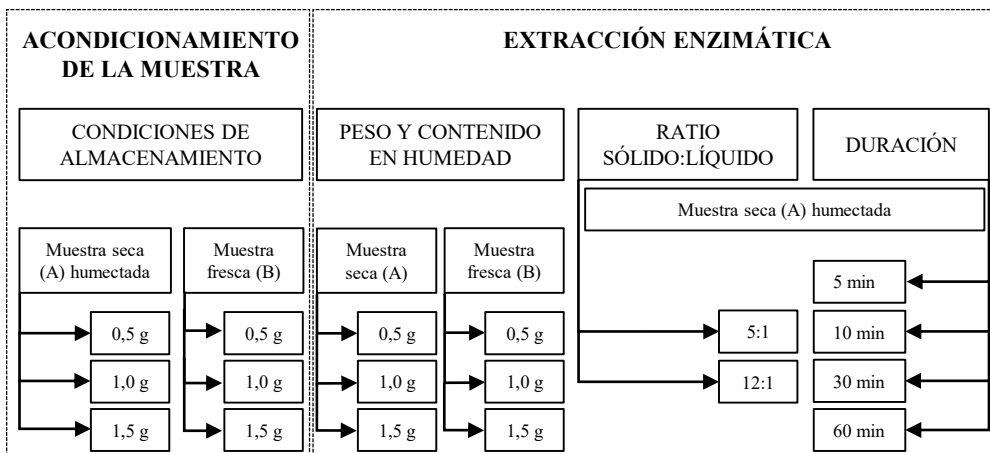 ACONDICIONAMIENTO
DE LA MUESTRA
EXTRACCIÓN ENZIMÁTICA
CONDICIONES DE
ALMACENAMIENTO
PESO Y CONTENIDO
EN HUMEDAD
RATIO
SÓLIDO:LÍQUIDO
DURACIÓN
Muestra seca (A) humectada
Muestra seca
(A) humectada
Muestra
fresca (B)
Muestra
seca (A)
Muestra
fresca (B)
5 min
0,5 g
0,5 g
0,5 g
0,5 g
5:1
10 min
1,0 g
1,0 g
1,0 g
1,0 g
12:1
30 min
1,5 g
1,5 g
1,5 g
1,5 g
60 min